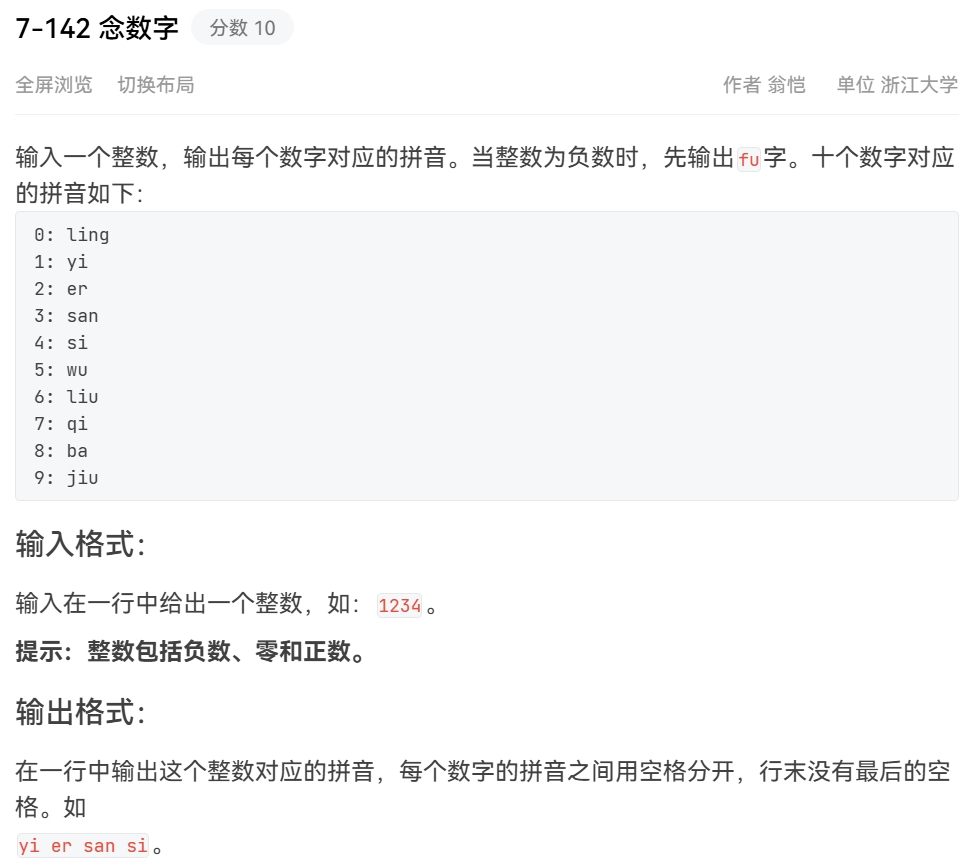 7-142 念数字 分数 10
全屏浏览 切换布局 作者 翁恺 单位 浙江大学
输入一个整数，输出每个数字对应的拼音。当整数为负数时，先输出fu字。十个数字对应
的拼音如下：
0: ling
1: yi
2: er
3: san
4: si
5: wu
6: liu
7: qi
8: ba
9: jiu
输入格式：
输入在一行中给出一个整数，如： 1234 。
提示：整数包括负数、零和正数。
输出格式：
在一行中输出这个整数对应的拼音，每个数字的拼音之间用空格分开，行末没有最后的空
格。如
yi er san si 。